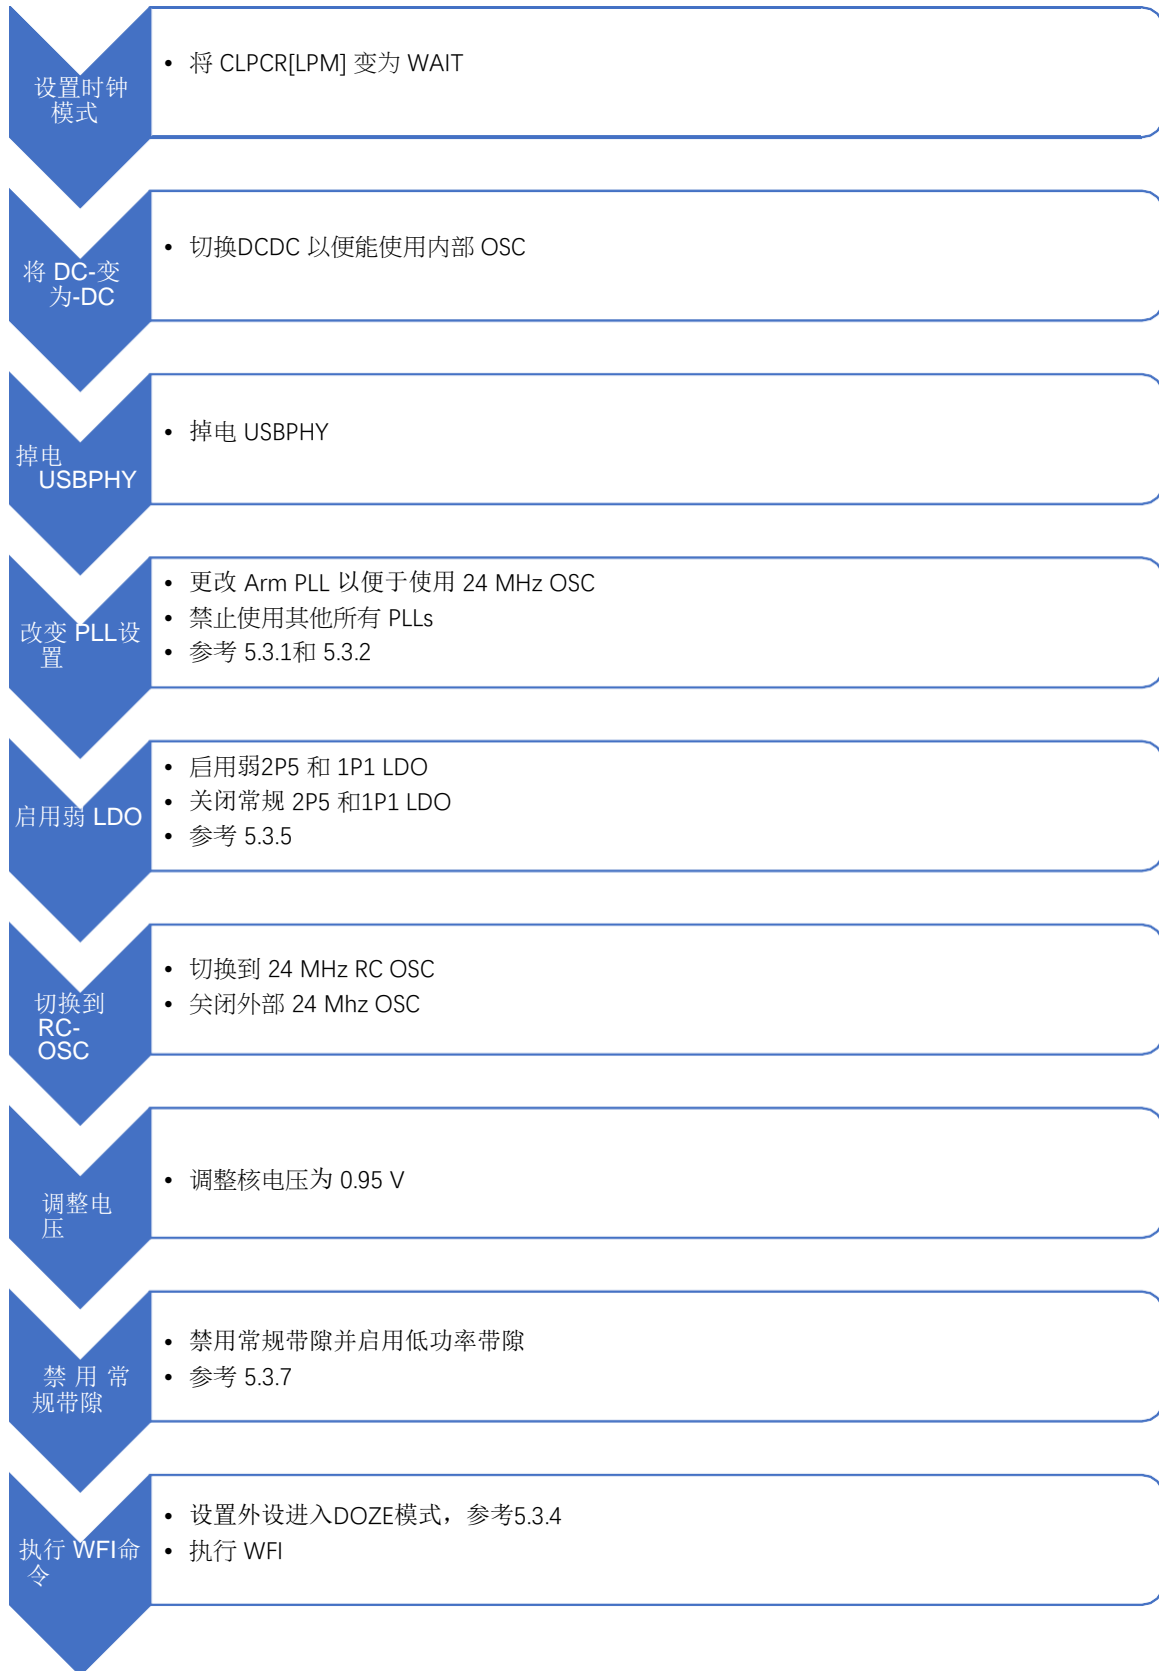 设置时钟
模式
• 将 CLPCR[LPM] 变为 WAIT
将 DC-变
为-DC
• 切换DCDC 以便能使用内部 OSC
掉电
USBPHY
• 掉电 USBPHY
改变 PLL设
置
• 更改 Arm PLL 以便于使用 24 MHz OSC
• 禁止使用其他所有 PLLs
• 参考 5.3.1和 5.3.2
启用弱 LDO
• 启用弱2P5 和 1P1 LDO
• 关闭常规 2P5 和1P1 LDO
• 参考 5.3.5
切换到
RC-
OSC
• 切换到 24 MHz RC OSC
• 关闭外部 24 Mhz OSC
调整电
压
• 调整核电压为 0.95 V
禁 用 常
规带隙
• 禁用常规带隙并启用低功率带隙
• 参考 5.3.7
执行 WFI命
令
• 设置外设进入DOZE模式，参考5.3.4
• 执行 WFI